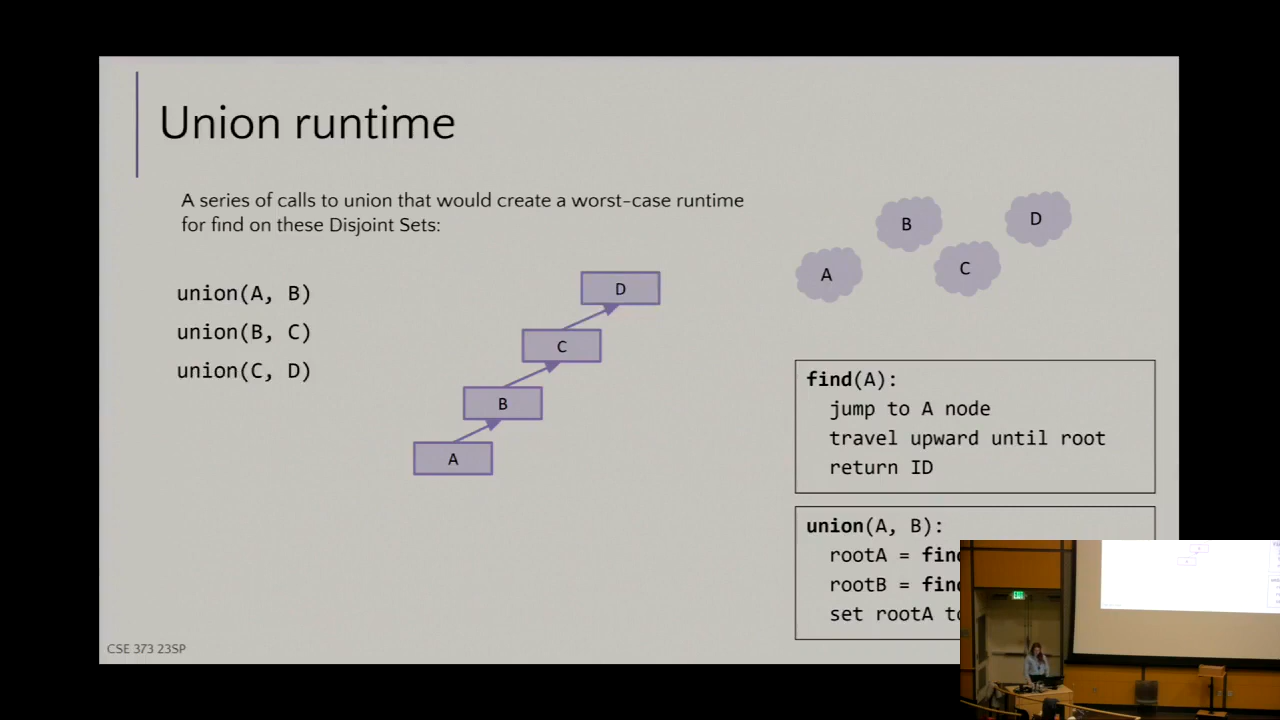 Union runtime
A series of calls to union that would create a worst-case runtime
for find on these Disjoint Sets:
union(A, B)
union(B, C)
union(C, D)
D
C
B
A
B
D
A
C
find(A):
jump to A node
travel upward until root
return ID
union(A, B):
rootA =
rootB =
set rootA
CSE 373 23SP